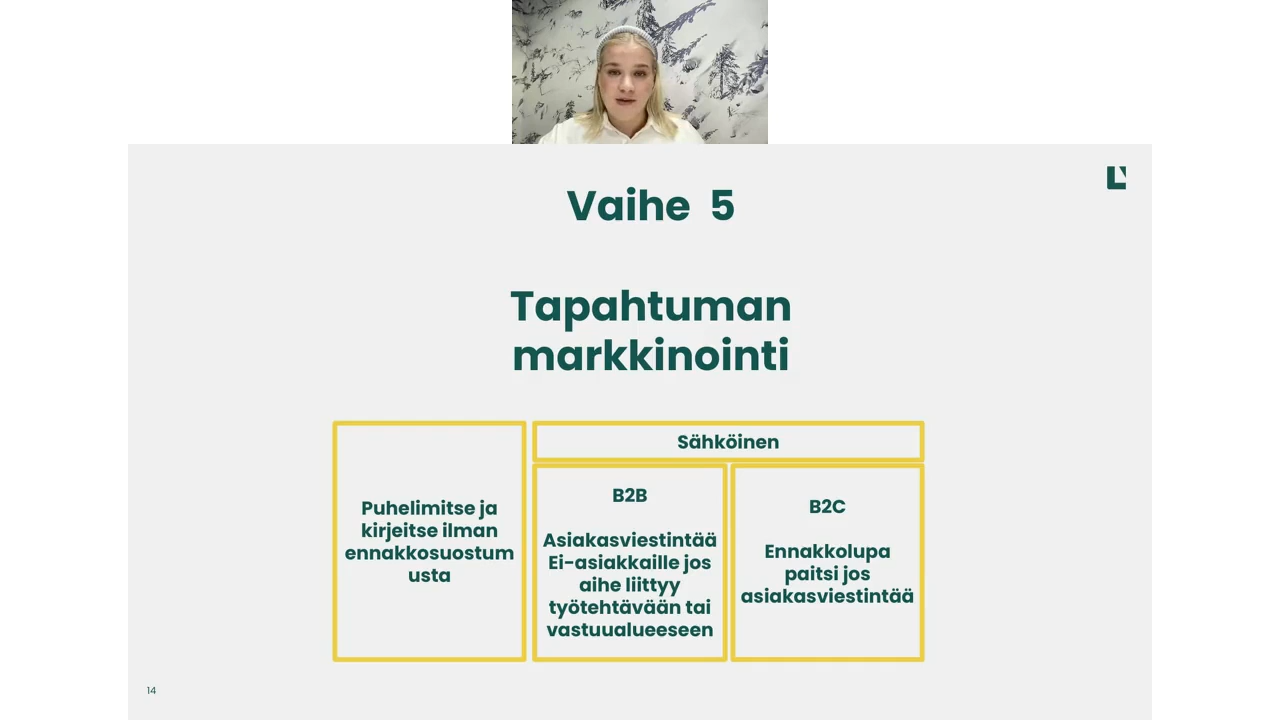 Vaihe 5
Tapahtuman
markkinointi
Puhelimitse ja
kirjeitse ilman
ennakkosuostum
usta
Sähköinen
B2B
Asiakasviestintää
Ei-asiakkaille jos
aihe liittyy
työtehtävään tai
vastuualueeseen
B2C
Ennakkolupa
paitsi jos
asiakasviestintää
14